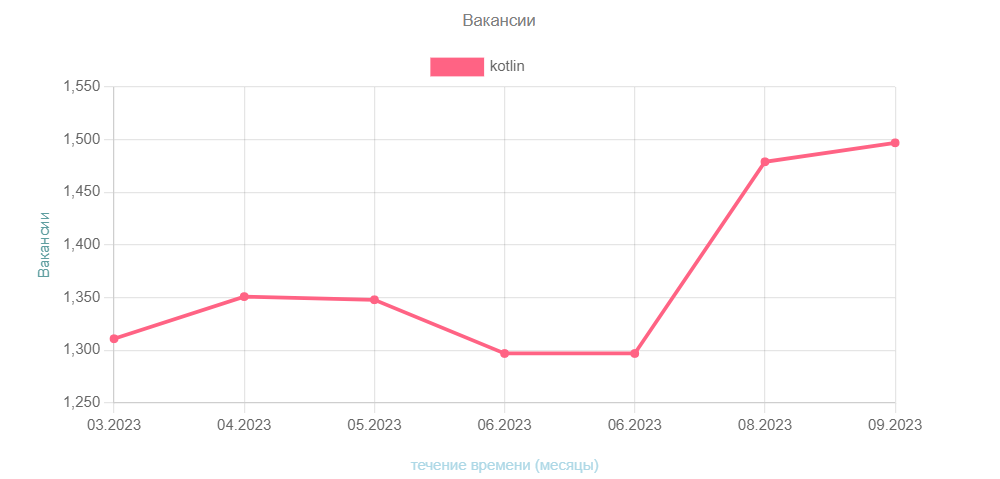 Вакансии
kotlin
1,550
1,500
1,450
1,400
1,350
1,300
1,250
Вакансии
03.2023 04.2023 05.2023 06.2023 06.2023 08.2023 09.2023
течение времени (месяцы)